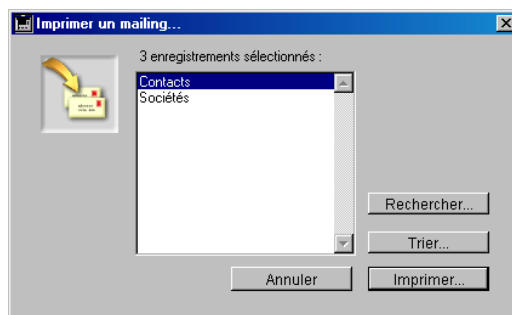 Imprimer un mailing...
3 enregistrements sélectionnés :
Contacts
Sociétés
Rechercher...
Trier...
Annuler
Imprimer...